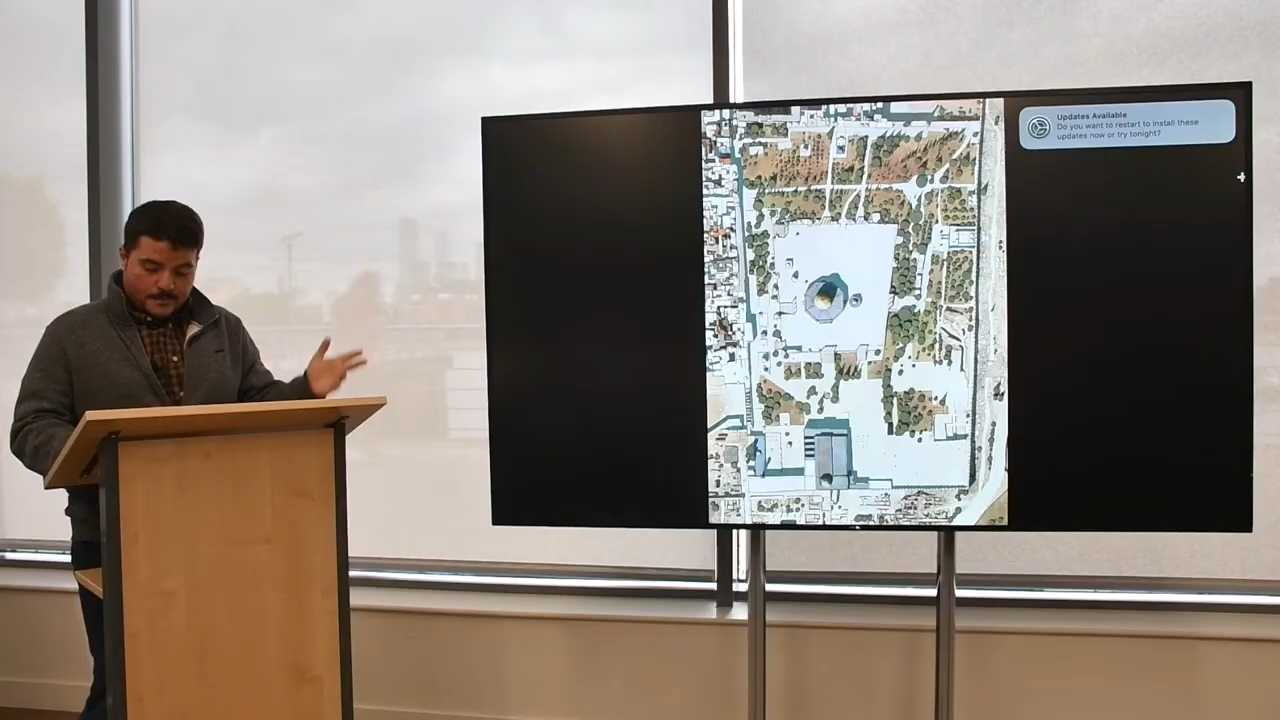 Updates Available
Do you want to restart to install these
updates now or try tonight?